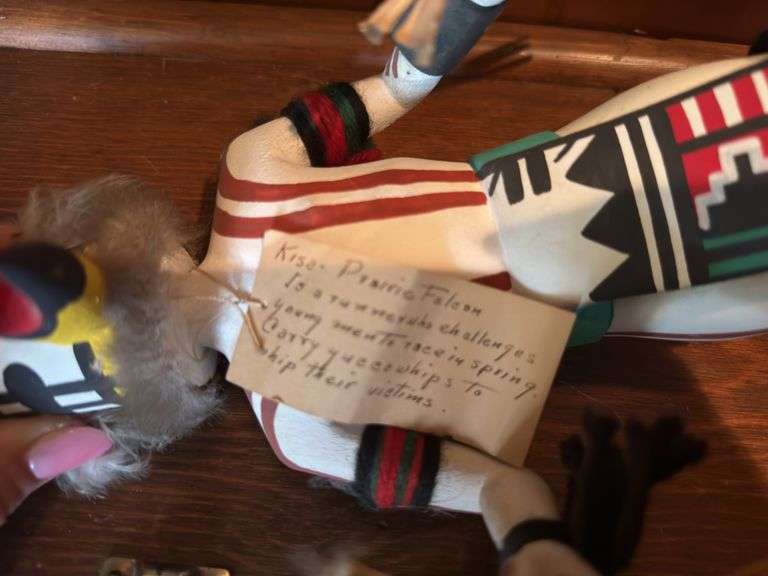 Kisa- Prairie Falcon
Is a runner who challenges
young men to race in spring.
Carry yucca whips to
whip their victims.